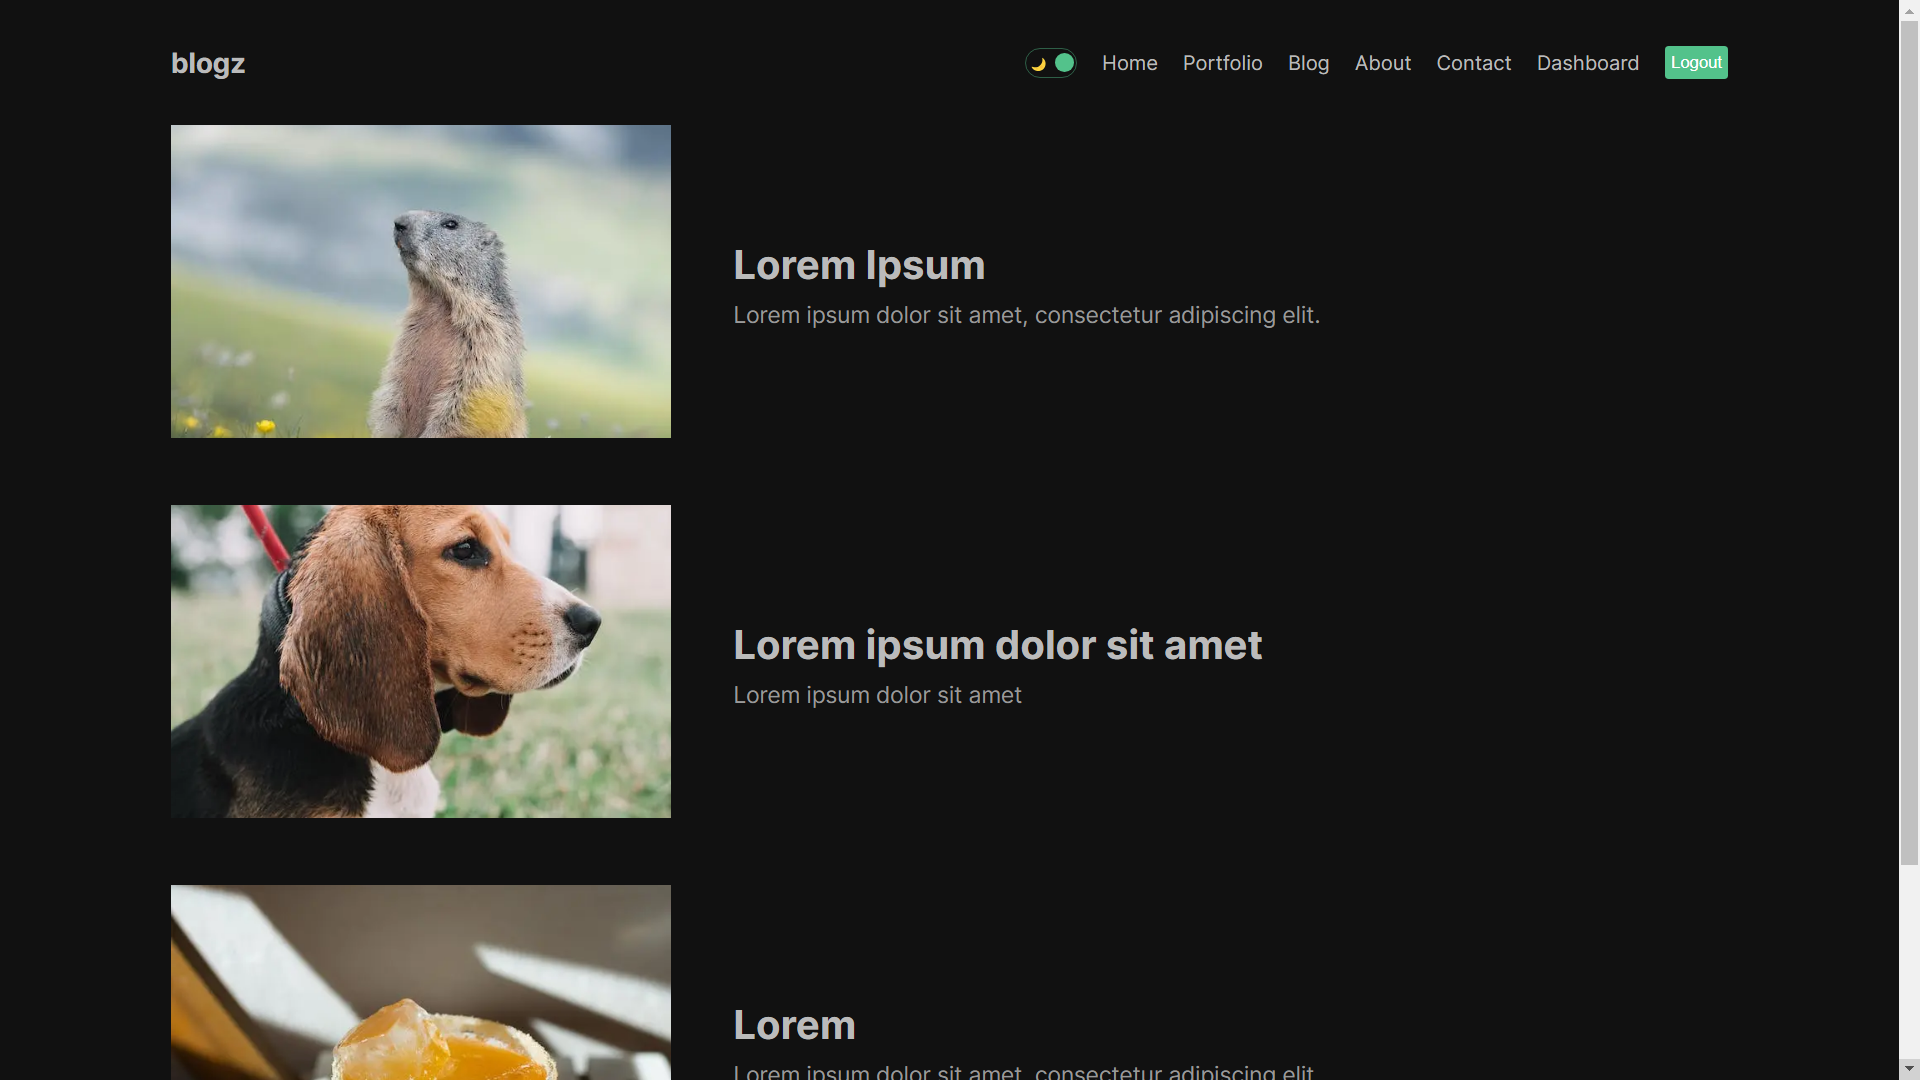 blogz
Home Portfolio Blog About Contact Dashboard Logout
Lorem Ipsum
Lorem ipsum dolor sit amet, consectetur adipiscing elit.
Lorem ipsum dolor sit amet
Lorem ipsum dolor sit amet
Lorem
Lorem ipsum dolor sit amet, consectetur adipiscing elit.